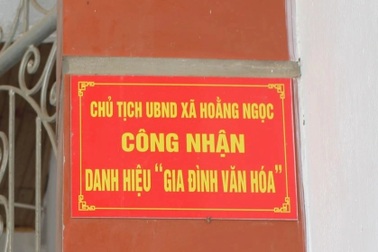 CHỦ TỊCH UBND XÃ HOẰNG NGỌC
CÔNG NHẬN
DANH HIỆU "GIA ĐÌNH VĂN HÓA"